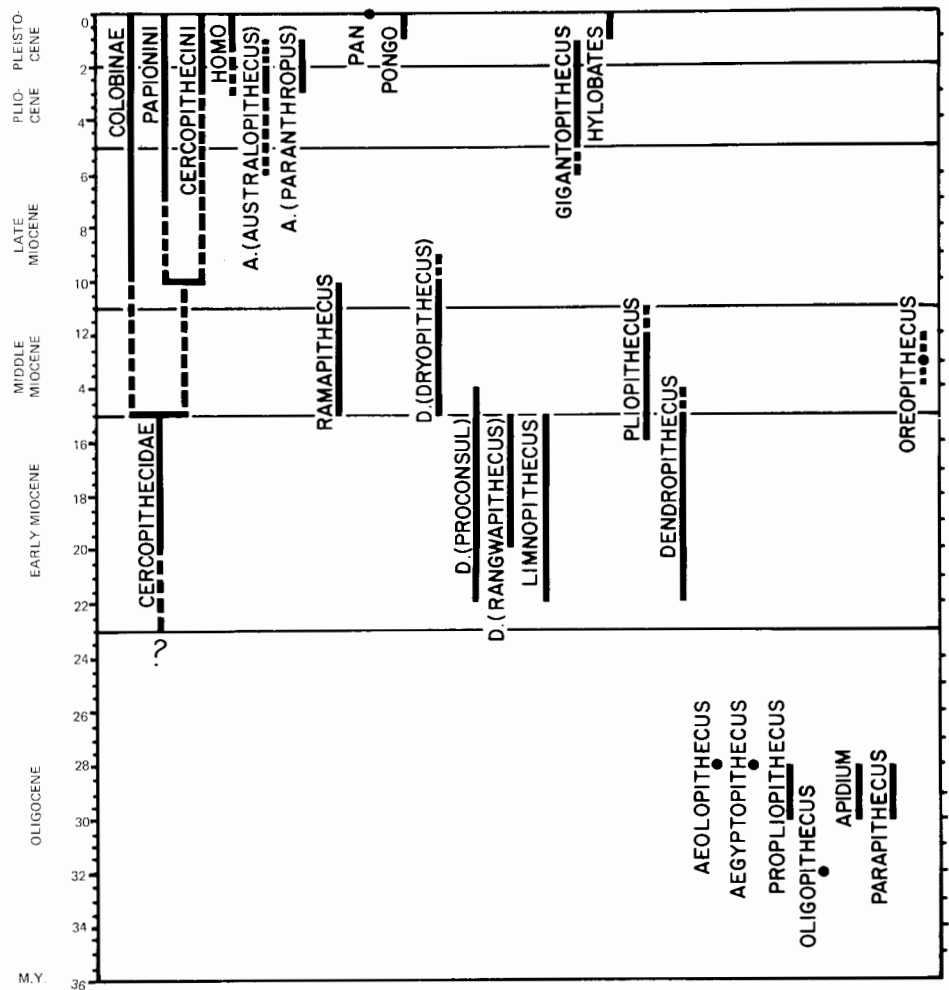 PLEISTO-
CENE
PLIO-
CENE
LATE
MIOCENE
MIDDLE
MIOCENE
EARLY MIOCENE
OLIGOCENE
M.Y.
0
2
4
6
8
10
12
4
16
18
20
22
24
26
28
30
32
34
36
COLOBINAE
PAPIONINI
CERCOPITHECINI
HOMO
A.(AUSTRALOPITHECUS)
A.(PARANTHROPUS)
PAN
PONGO
GIGANTOPITHECUS
HYLOBATES
RAMAPITHECUS
D.(DRYOPITHECUS)
D.(PROCONSUL)
D.(RANGWAPITHECUS)
LIMNOPITHECUS
PLIOPITHECUS
DENDROPITHECUS
OREOPITHECUS
CERCOPITHECIDAE
?
AEOLOPITHECUS
AEGYPTOPITHECUS
PROPLIOPITHECUS
OLIGOPITHECUS
APIDIUM
PARAPITHECUS